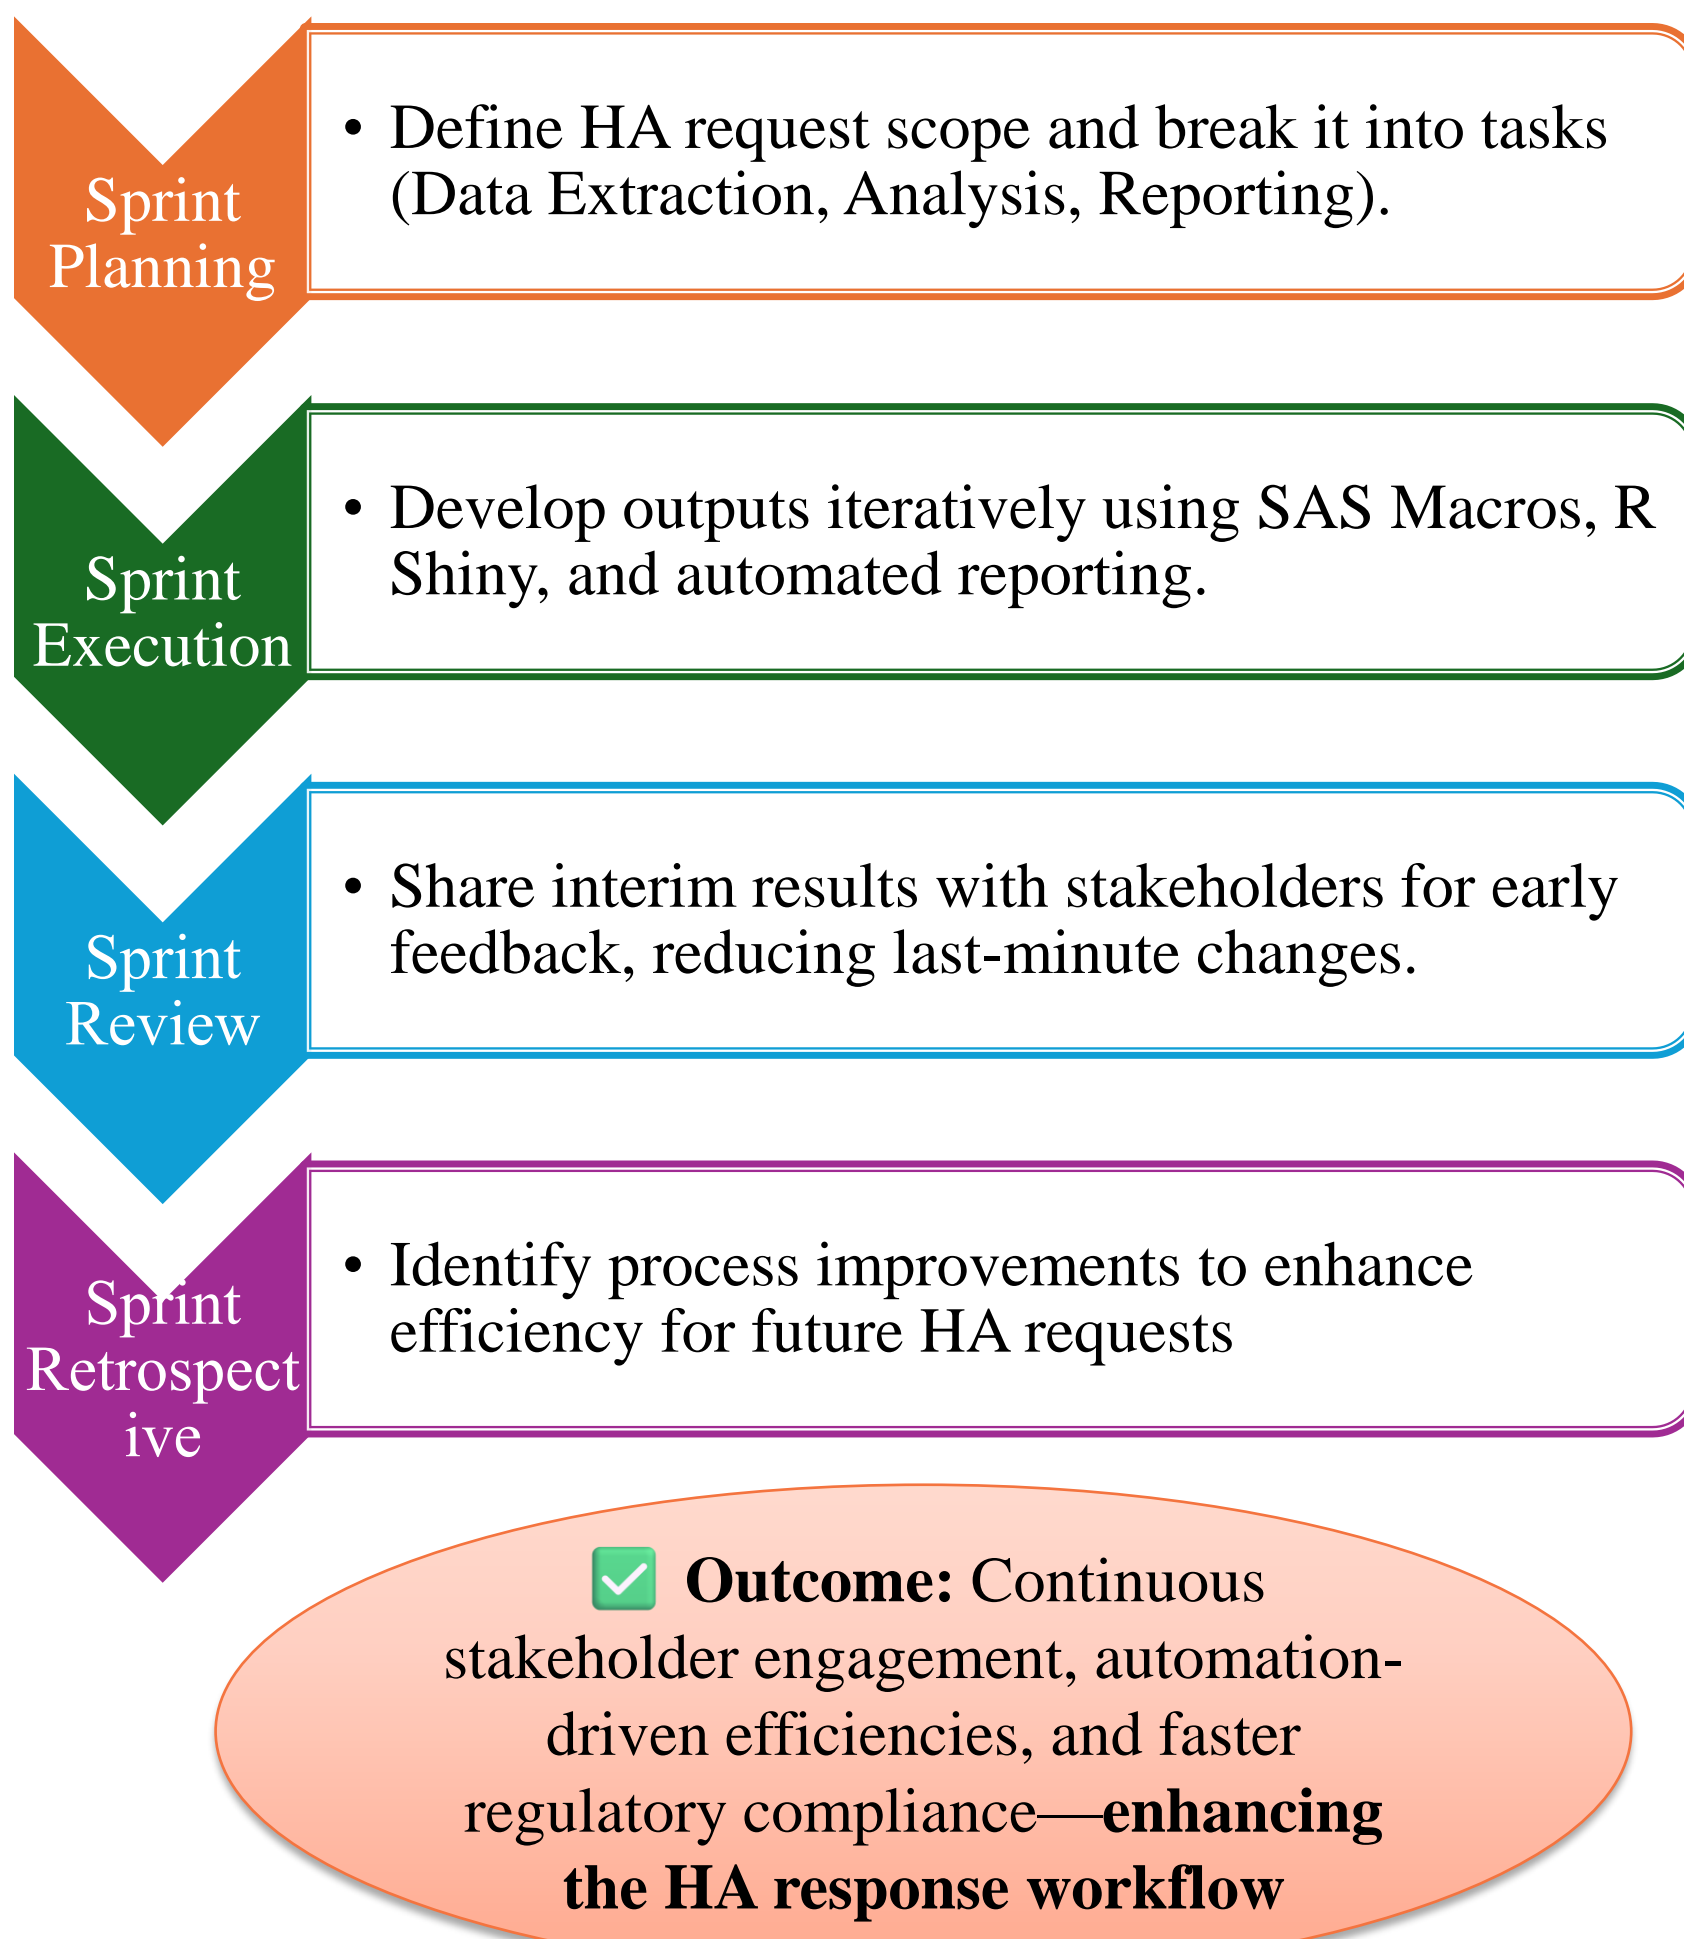 Sprint
Planning
• Define HA request scope and break it into tasks
(Data Extraction, Analysis, Reporting).
Sprint
Execution
• Develop outputs iteratively using SAS Macros, R
Shiny, and automated reporting.
Sprint
Review
• Share interim results with stakeholders for early
feedback, reducing last-minute changes.
Sprint
Retrospect
ive
• Identify process improvements to enhance
efficiency for future HA requests
✅ Outcome: Continuous
stakeholder engagement, automation-
driven efficiencies, and faster
regulatory compliance—enhancing
the HA response workflow